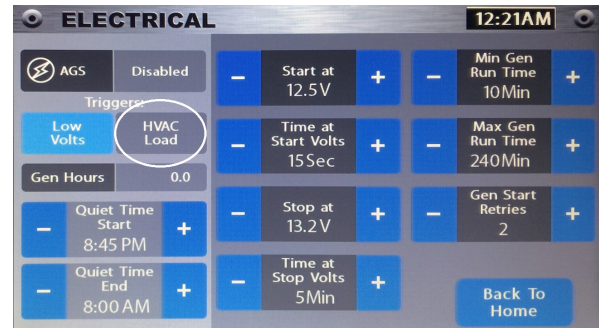 ELECTRICAL
12:21AM
AGS
Disabled
Triggers:
Low
Volts
HVAC
Load
Gen Hours
0.0
Quiet Time
Start
8:45 PM
Quiet Time
End
8:00 AM
Start at
12.5V
Time at
Start Volts
15Sec
Stop at
13.2V
Time at
Stop Volts
5Min
Min Gen
Run Time
10Min
Max Gen
Run Time
240Min
Gen Start
Retries
2
Back To
Home